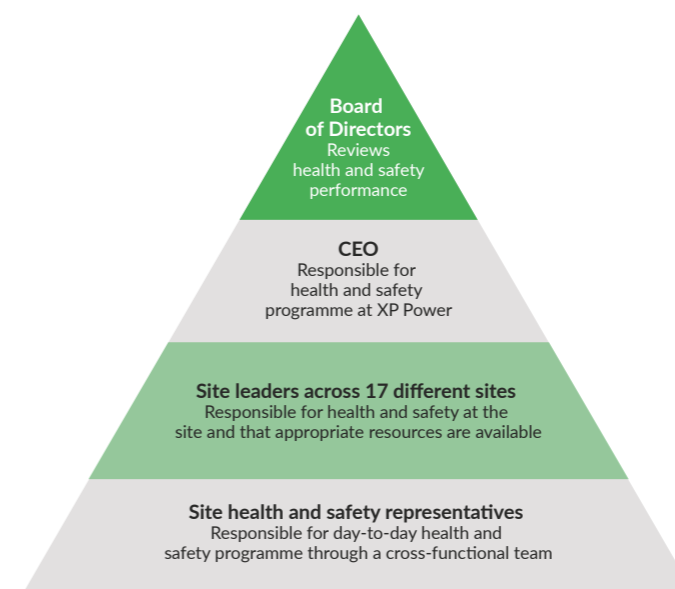 Board
of Directors
Reviews
health and safety
performance
CEO
Responsible for
health and safety
programme at XP Power
Site leaders across 17 different sites
Responsible for health and safety at the
site and that appropriate resources are available
Site health and safety representatives
Responsible for day-to-day health and
safety programme through a cross-functional team